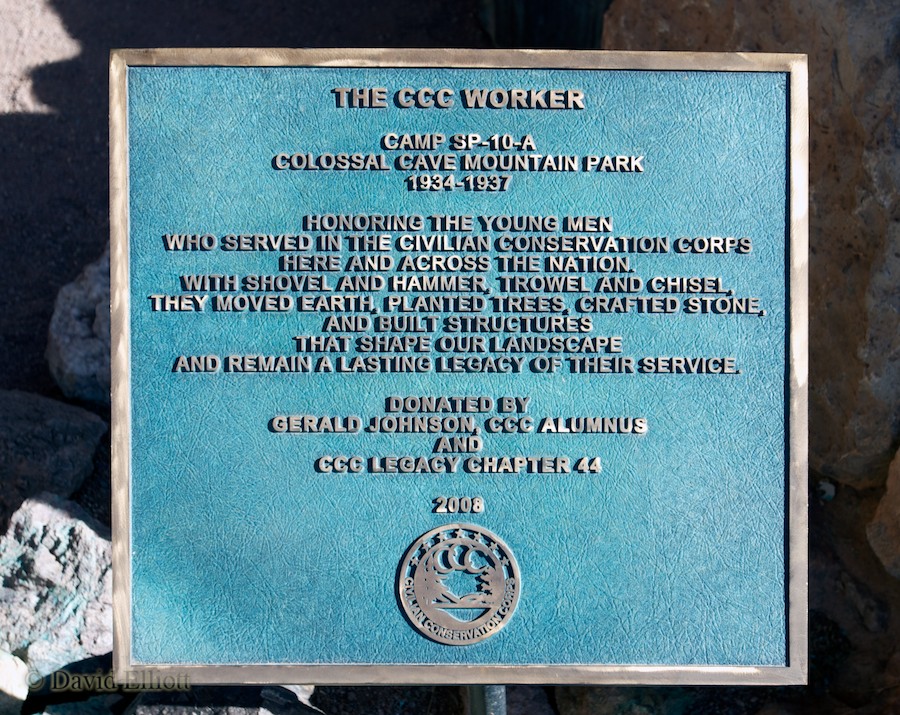 THE CCC WORKER
CAMP SP-10-A
COLOSSAL CAVE MOUNTAIN PARK
1934-1937
HONORING THE YOUNG MEN
WHO SERVED IN THE CIVILIAN CONSERVATION CORPS
HERE AND ACROSS THE NATION.
WITH SHOVEL AND HAMMER, TROWEL AND CHISEL,
THEY MOVED EARTH, PLANTED TREES, CRAFTED STONE,
AND BUILT STRUCTURES
THAT SHAPE OUR LANDSCAPE
AND REMAIN A LASTING LEGACY OF THEIR SERVICE.
DONATED BY
GERALD JOHNSON, CCC ALUMNUS
AND
CCC LEGACY CHAPTER 44
2008
CCC
CIVILIAN CONSERVATION CORPS
© David Elliott